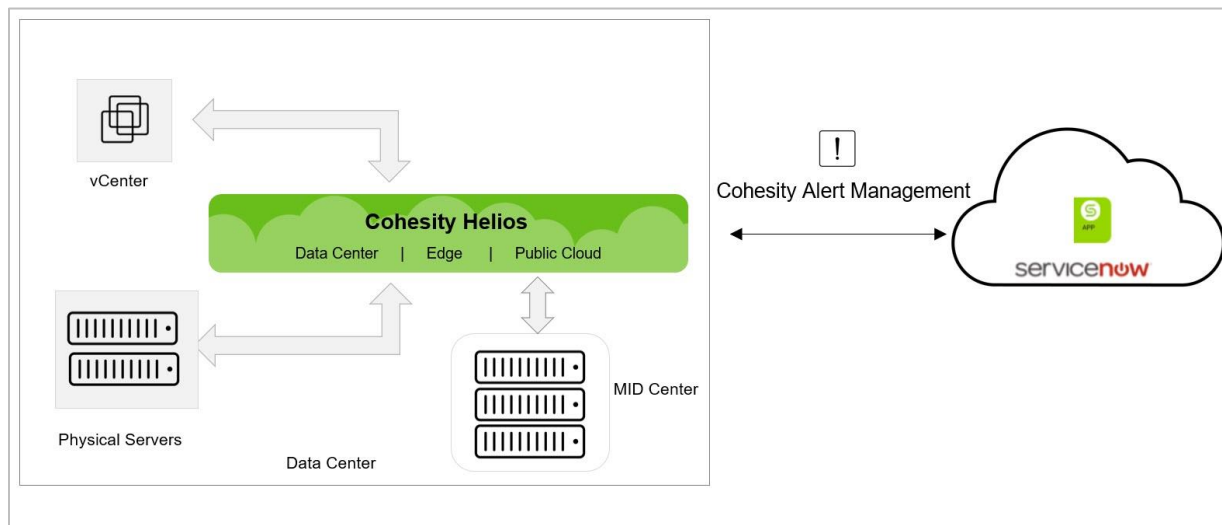 vCenter
Cohesity Helios
Data Center | Edge | Public Cloud
Physical Servers
Data Center
MID Center
!
Cohesity Alert Management
S
APP
servicenow